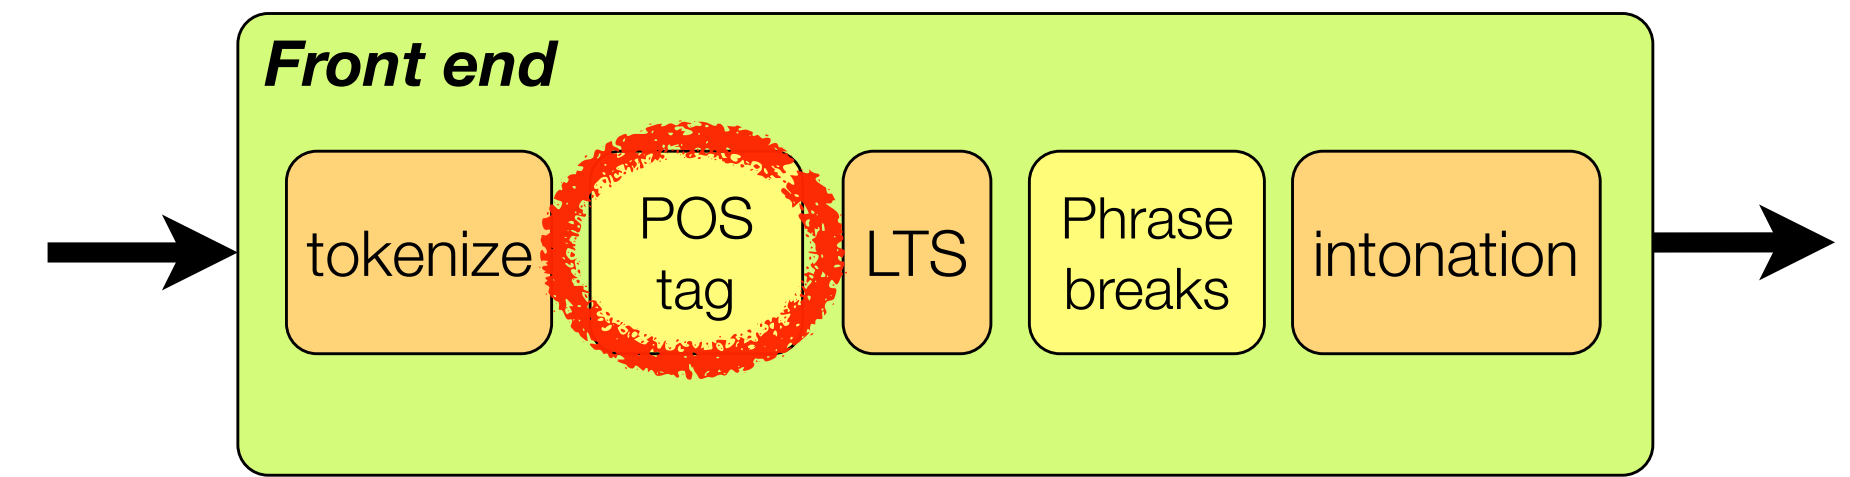 Front end
tokenize
POS
tag
LTS
Phrase
breaks
intonation